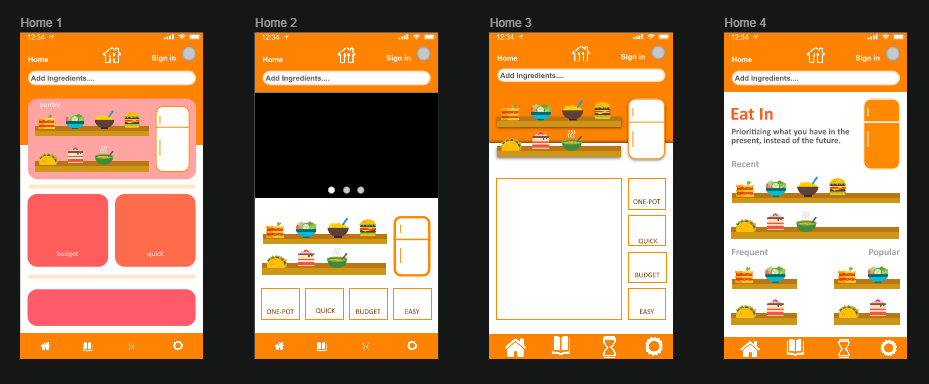 Home 1
12:34
Home
Sign in
Add Ingredients....
pantry
budget
quick
Home 2
12:34
Home
Sign in
Add Ingredients....
ONE-POT
QUICK
BUDGET
EASY
Home 3
12:34
Home
Sign in
Add Ingredients....
ONE-POT
QUICK
BUDGET
EASY
Home 4
12:34
Home
Sign in
Add Ingredients....
Eat In
Prioritizing what you have in the
present, instead of the future.
Recent
Frequent
Popular